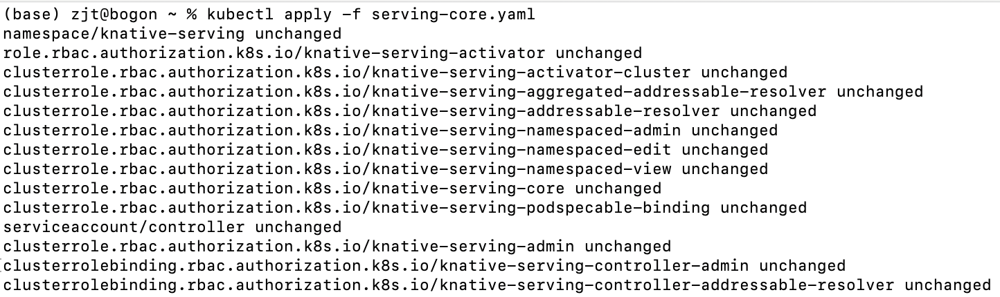 (base) zjt@bogon ~ % kubectl apply -f serving-core.yaml
namespace/knative-serving unchanged
role.rbac.authorization.k8s.io/knative-serving-activator unchanged
clusterrole.rbac.authorization.k8s.io/knative-serving-activator-cluster unchanged
clusterrole.rbac.authorization.k8s.io/knative-serving-aggregated-addressable-resolver unchanged
clusterrole.rbac.authorization.k8s.io/knative-serving-addressable-resolver unchanged
clusterrole.rbac.authorization.k8s.io/knative-serving-namespaced-admin unchanged
clusterrole.rbac.authorization.k8s.io/knative-serving-namespaced-edit unchanged
clusterrole.rbac.authorization.k8s.io/knative-serving-namespaced-view unchanged
clusterrole.rbac.authorization.k8s.io/knative-serving-core unchanged
clusterrole.rbac.authorization.k8s.io/knative-serving-podspecable-binding unchanged
serviceaccount/controller unchanged
clusterrole.rbac.authorization.k8s.io/knative-serving-admin unchanged
clusterrolebinding.rbac.authorization.k8s.io/knative-serving-controller-admin unchanged
clusterrolebinding.rbac.authorization.k8s.io/knative-serving-controller-addressable-resolver unchanged